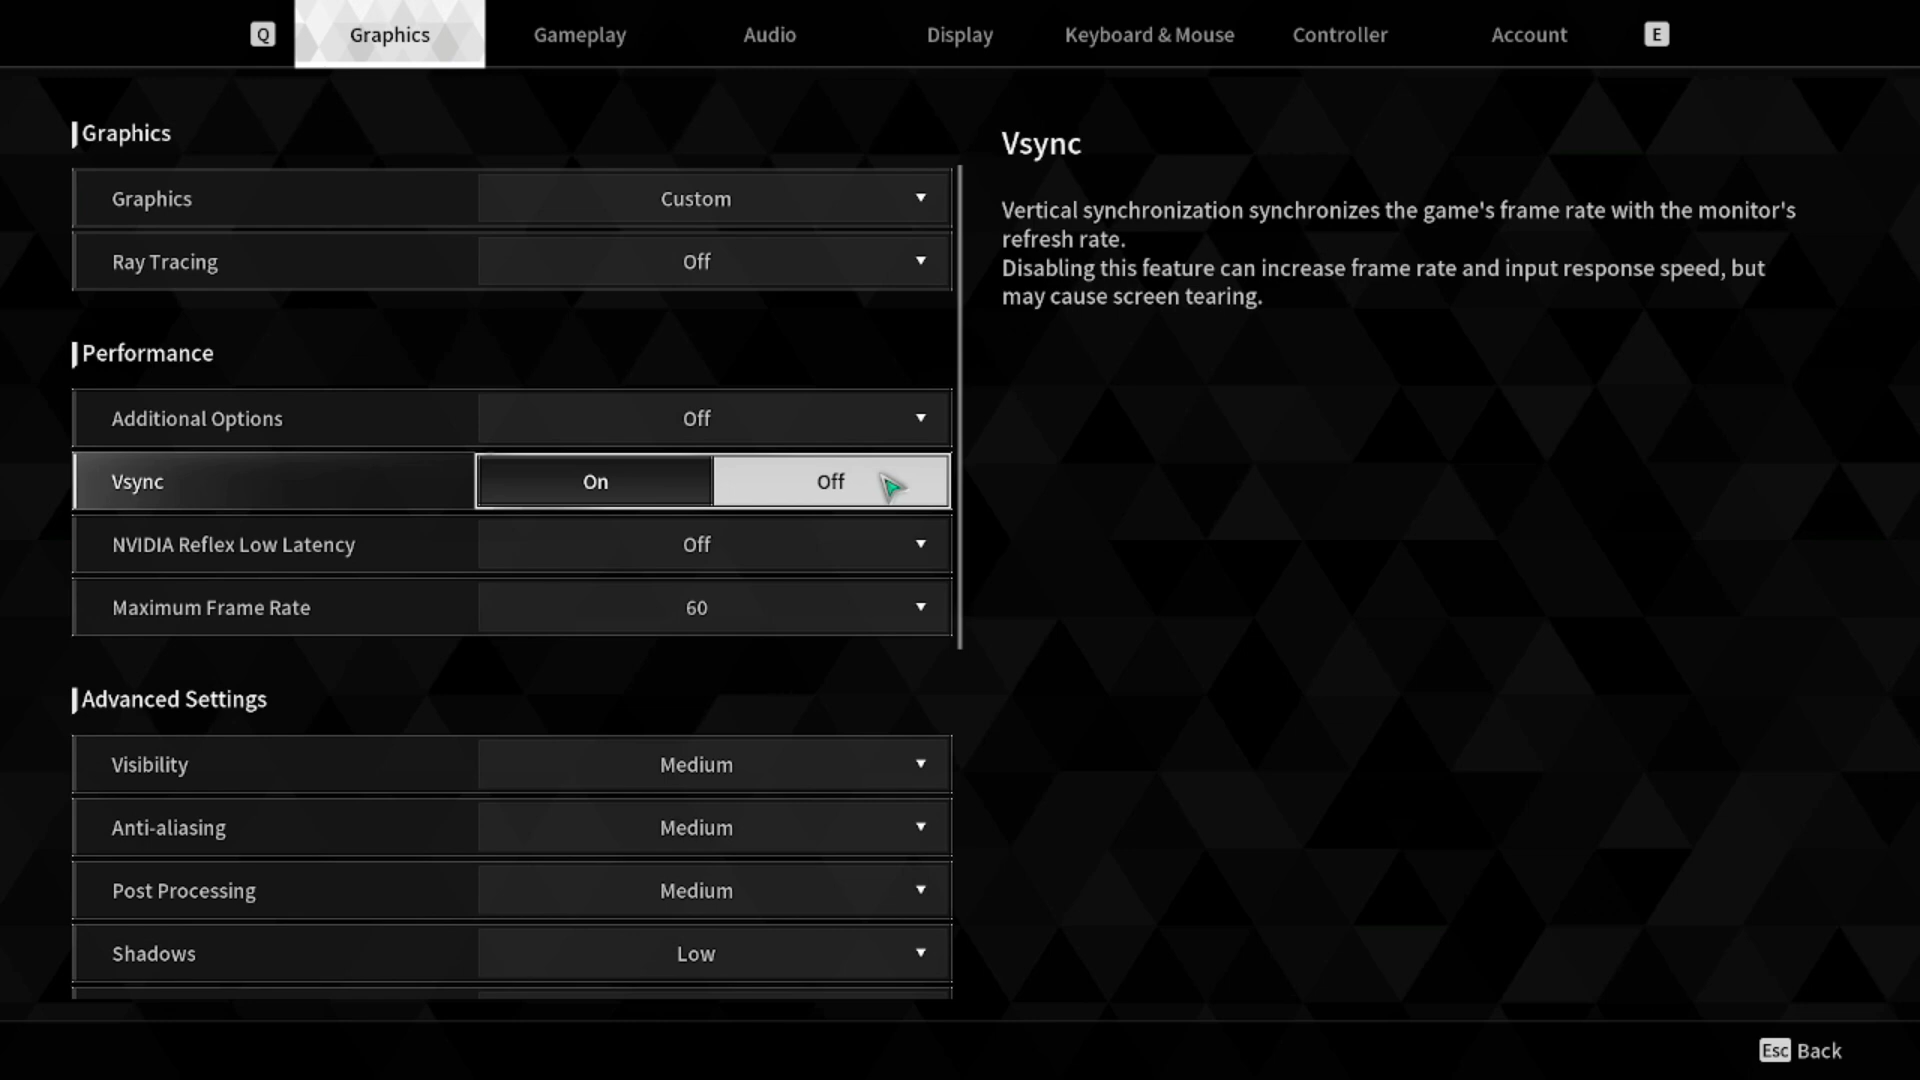 Q Graphics Gameplay Audio Display Keyboard & Mouse Controller Account E
Graphics
Graphics Custom
Ray Tracing Off
Performance
Additional Options Off
Vsync On Off
NVIDIA Reflex Low Latency Off
Maximum Frame Rate 60
Advanced Settings
Visibility Medium
Anti-aliasing Medium
Post Processing Medium
Shadows Low
Vsync
Vertical synchronization synchronizes the game's frame rate with the monitor's
refresh rate.
Disabling this feature can increase frame rate and input response speed, but
may cause screen tearing.
Esc Back